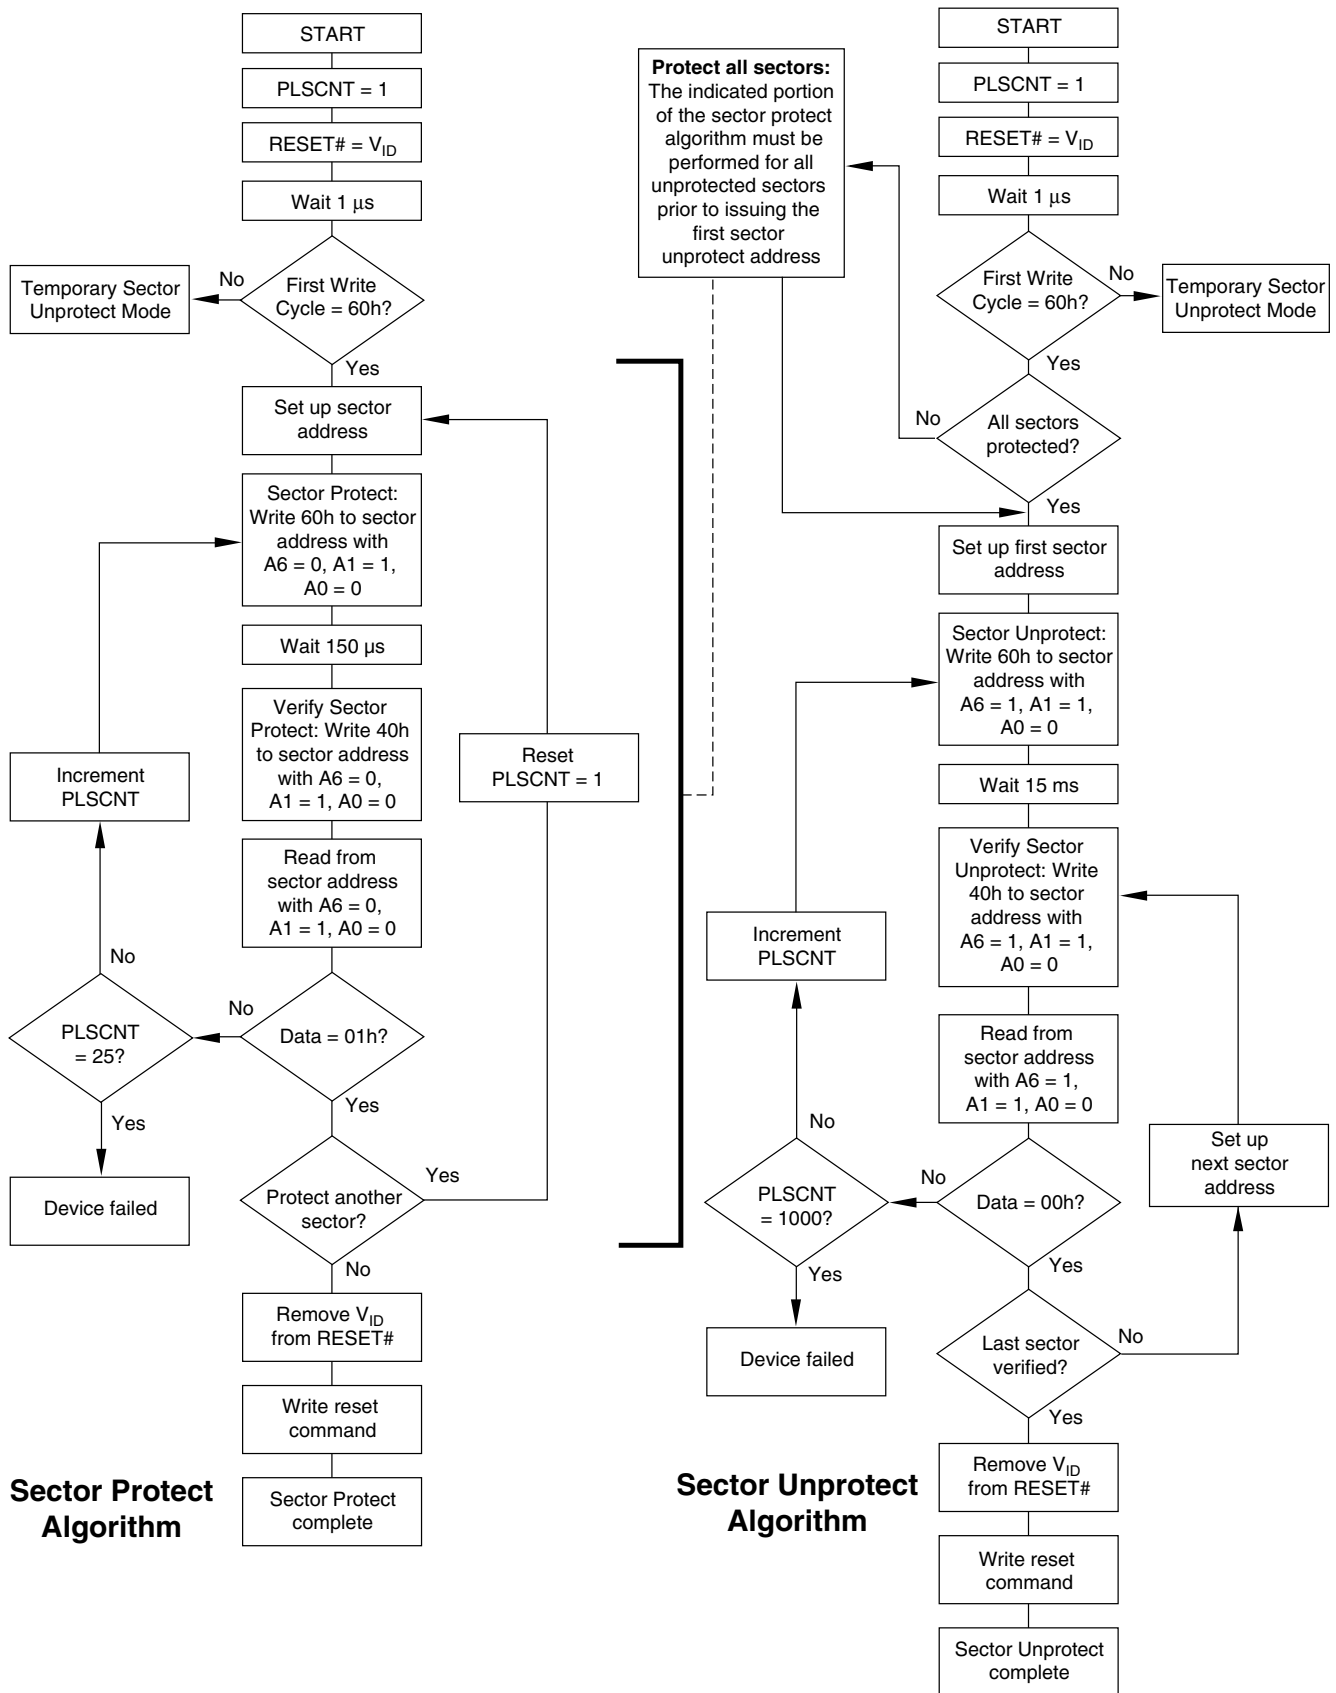 START
PLSCNT = 1
RESET# = VID
Wait 1 μs
First Write
Cycle = 60h?
No
Temporary Sector
Unprotect Mode
Yes
Set up sector
address
Sector Protect:
Write 60h to sector
address with
A6 = 0, A1 = 1,
A0 = 0
Wait 150 µs
Verify Sector
Protect: Write 40h
to sector address
with A6 = 0,
A1 = 1, A0 = 0
Reset
PLSCNT = 1
Increment
PLSCNT
Read from
sector address
with A6 = 0,
A1 = 1, A0 = 0
No
No
PLSCNT
= 25?
Data = 01h?
Yes
Yes
Device failed
Protect another
sector?
Yes
No
Remove VID
from RESET#
Write reset
command
Sector Protect
complete
Sector Protect
Algorithm
Protect all sectors:
The indicated portion
of the sector protect
algorithm must be
performed for all
unprotected sectors
prior to issuing the
first sector
unprotect address
START
PLSCNT = 1
RESET# = VID
Wait 1 μs
First Write
Cycle = 60h?
No
Temporary Sector
Unprotect Mode
Yes
No
All sectors
protected?
Yes
Set up first sector
address
Sector Unprotect:
Write 60h to sector
address with
A6 = 1, A1 = 1,
A0 = 0
Wait 15 ms
Verify Sector
Unprotect: Write
40h to sector
address with
A6 = 1, A1 = 1,
A0 = 0
Increment
PLSCNT
Read from
sector address
with A6 = 1,
A1 = 1, A0 = 0
No
No
PLSCNT
= 1000?
Data = 00h?
Set up
next sector
address
Yes
Yes
Device failed
Last sector
verified?
No
Yes
Remove VID
from RESET#
Write reset
command
Sector Unprotect
complete
Sector Unprotect
Algorithm